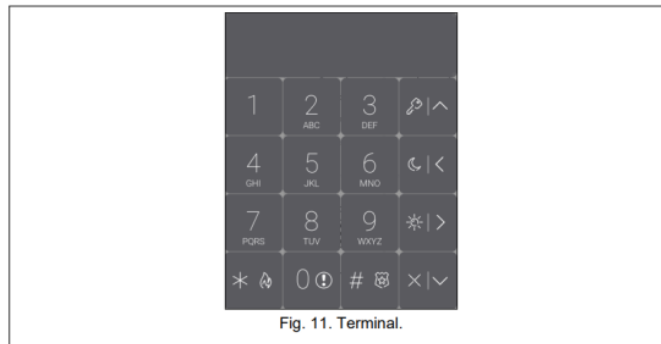 1 2 3
ABC DEF
4 5 6
GHI JKL MNO
7 8 9
PQRS TUV WXYZ
* 0 #
Fig. 11. Terminal.